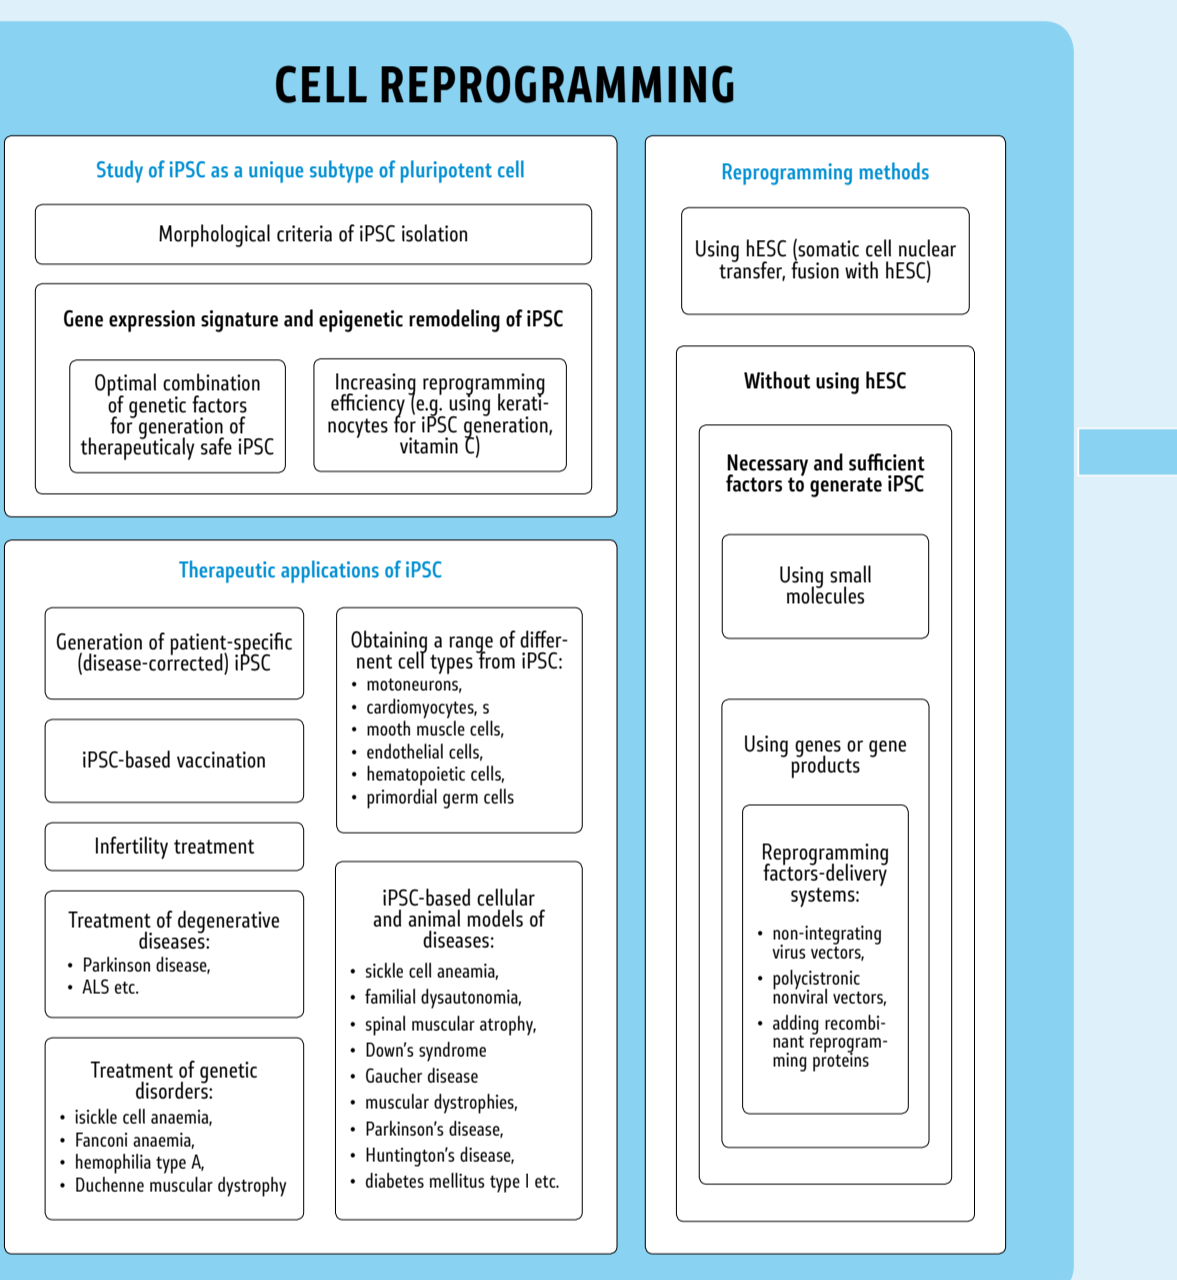 CELL REPROGRAMMING
Study of iPSC as a unique subtype of pluripotent cell
Morphological criteria of iPSC isolation
Gene expression signature and epigenetic remodeling of iPSC
Optimal combination
of genetic factors
for generation of
therapeuticaly safe iPSC
Increasing reprogramming
efficiency (e.g. using kerati-
nocytes for iPSC generation,
vitamin C)
Therapeutic applications of iPSC
Generation of patient-specific
(disease-corrected) iPSC
iPSC-based vaccination
Infertility treatment
Treatment of degenerative
diseases:
• Parkinson disease,
• ALS etc.
Treatment of genetic
disorders:
• isickle cell anaemia,
• Fanconi anaemia,
• hemophilia type A,
• Duchenne muscular dystrophy
Obtaining a range of differ-
nent cell types from iPSC:
• motoneurons,
• cardiomyocytes, s
• mooth muscle cells,
• endothelial cells,
• hematopoietic cells,
• primordial germ cells
iPSC-based cellular
and animal models of
diseases:
• sickle cell aneamia,
• familial dysautonomia,
• spinal muscular atrophy,
• Down's syndrome
• Gaucher disease
• muscular dystrophies,
• Parkinson's disease,
• Huntington's disease,
• diabetes mellitus type I etc.
Reprogramming methods
Using hESC (somatic cell nuclear
transfer, fusion with hESC)
Without using hESC
Necessary and sufficient
factors to generate iPSC
Using small
molecules
Using genes or gene
products
Reprogramming
factors-delivery
systems:
• non-integrating
virus vectors,
• polycistronic
nonviral vectors,
• adding recombi-
nant reprogram-
ming proteins